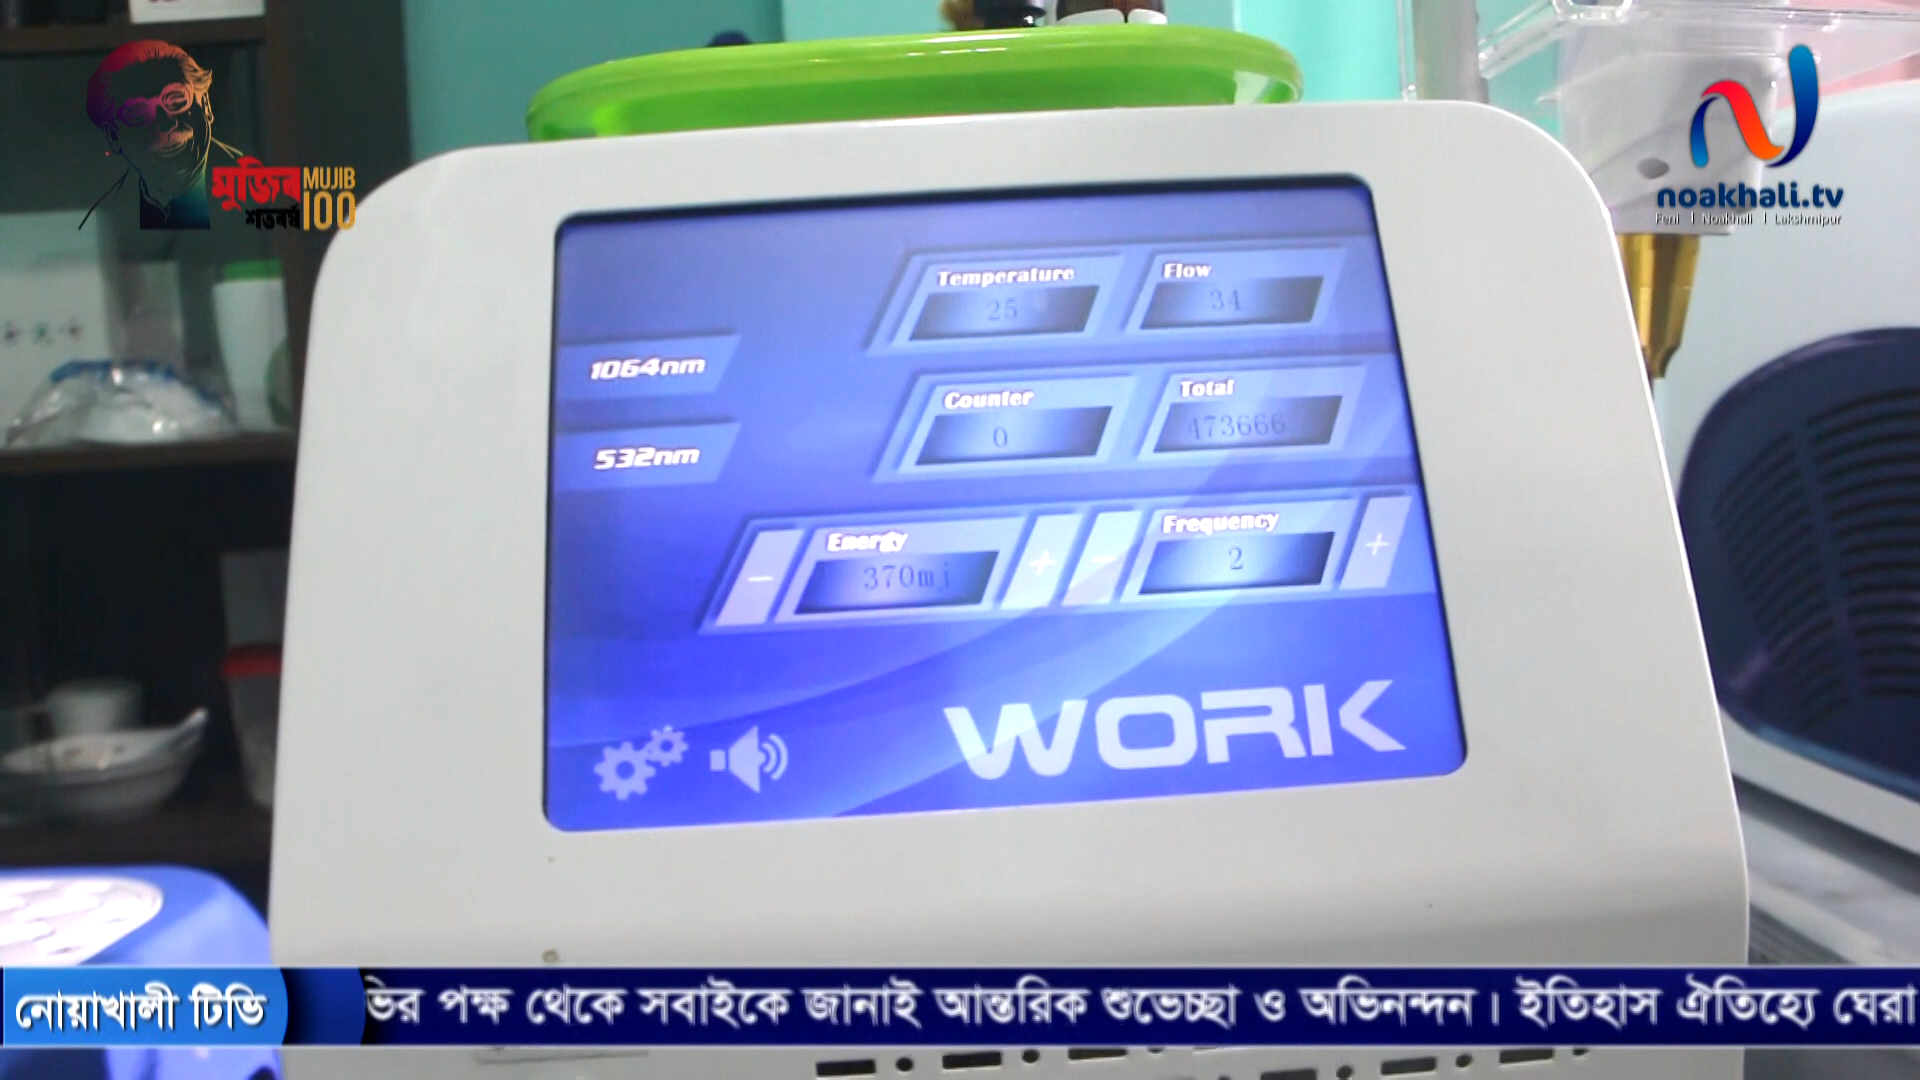 মুজিব MUJIB
শতবর্ষ 100
noakhali.tv
Feni | Noakhali | Lakshmipur
Temperature Flow
25 34
1064nm
Counter Total
0 473666
532nm
Energy Frequency
- 370mj + - 2 +
WORK
নোয়াখালী টিভি
ভির পক্ষ থেকে সবাইকে জানাই আন্তরিক শুভেচ্ছা ও অভিনন্দন। ইতিহাস ঐতিহ্যে ঘেরা